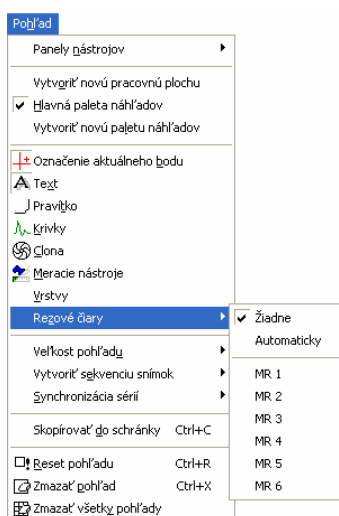 Pohľad
Panely nástrojov
Vytvoriť novú pracovnú plochu
Hlavná paleta náhľadov
Vytvoriť novú paletu náhľadov
Označenie aktuálneho bodu
Text
Pravítko
Krivky
Clona
Meracie nástroje
Vrstvy
Rezové čiary
Žiadne
Automaticky
MR 1
MR 2
MR 3
MR 4
MR 5
MR 6
Veľkost pohľadu
Vytvoriť sekvenciu snímok
Synchronizácia sérií
Skopírovať do schránky Ctrl+C
Reset pohľadu Ctrl+R
Zmazať pohľad Ctrl+X
Zmazať všetky pohľady